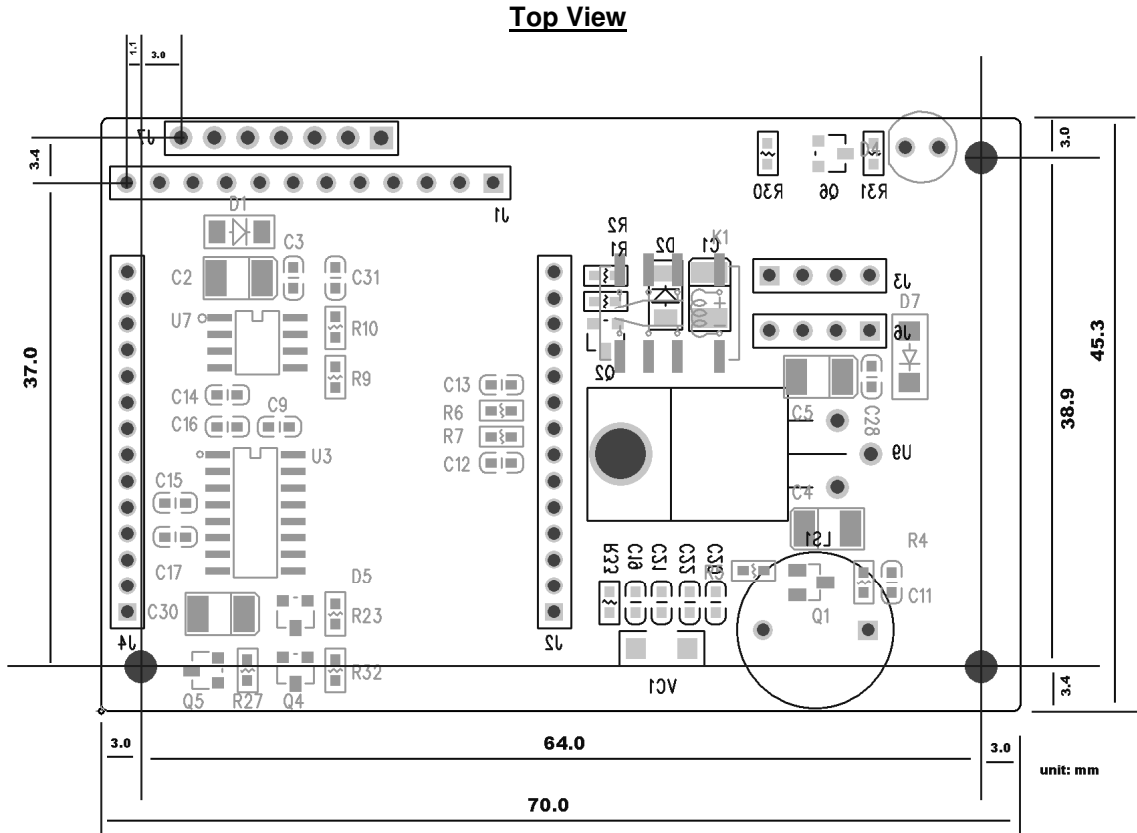 Top View
1.1
3.0
J7
3.4
D4
3.0
R30
Q6
R31
J1
D1
R2
R1
D2
C1
K1
C3
C2
C31
J3
D7
U7
R10
J6
Q2
R9
45.3
37.0
38.9
C13
C14
R6
C5
C28
C16
C9
R7
U3
C12
U9
C15
C4
LS1
R4
R33
C19
C21
C22
C20
C17
D5
C30
R23
Q1
C11
J4
J2
R32
VC1
3.4
Q5
R27
Q4
3.0
64.0
3.0
unit: mm
70.0